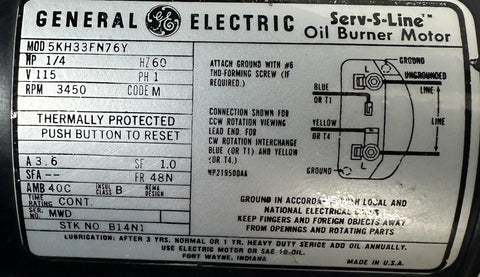 GENERAL GE ELECTRIC
Serv-S-Line™
Oil Burner Motor
MOD 5KH33FN76Y
HP 1/4 HZ 60
V 115 PH 1
RPM 3450 CODE M
THERMALLY PROTECTED
PUSH BUTTON TO RESET
A 3.6 SF 1.0
SFA -- FR 48N
AMB 40C INSUL CLASS B NEMA DESIGN
TIME RATING CONT.
SER. NO. MWD
STK NO B14N1
ATTACH GROUND WITH #6
THD-FORMING SCREW (IF
REQUIRED.)
CONNECTION SHOWN FOR
CCW ROTATION VIEWING
LEAD END. FOR
CW ROTATION INTERCHANGE
BLUE (OR T1) AND YELLOW
(OR T4.)
GROUND
UNGROUNDED
LINE
LINE
BLUE
OR T1
YELLOW
OR T4
GROUND
GROUND IN ACCORDANCE WITH LOCAL AND
NATIONAL ELECTRICAL CODES
KEEP FINGERS AND FOREIGN OBJECTS AWAY
FROM OPENINGS AND ROTATING PARTS
LUBRICATION: AFTER 3 YRS. NORMAL OR 1 YR. HEAVY DUTY SERVICE ADD OIL ANNUALLY.
USE ELECTRIC MOTOR OR SAE 10 OIL.
FORT WAYNE, INDIANA MADE IN U.S.A.